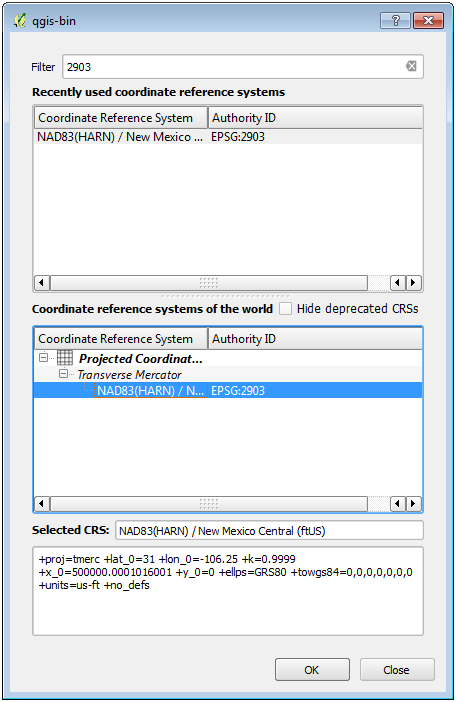 qgis-bin
Filter 2903
Recently used coordinate reference systems
Coordinate Reference System Authority ID
NAD83(HARN) / New Mexico ... EPSG:2903
Coordinate reference systems of the world Hide deprecated CRSs
Coordinate Reference System Authority ID
Projected Coordinat...
Transverse Mercator
NAD83(HARN) / N... EPSG:2903
Selected CRS: NAD83(HARN) / New Mexico Central (ftUS)
+proj=tmerc +lat_0=31 +lon_0=-106.25 +k=0.9999
+x_0=500000.0001016001 +y_0=0 +ellps=GRS80 +towgs84=0,0,0,0,0,0,0
+units=us-ft +no_defs
OK Close